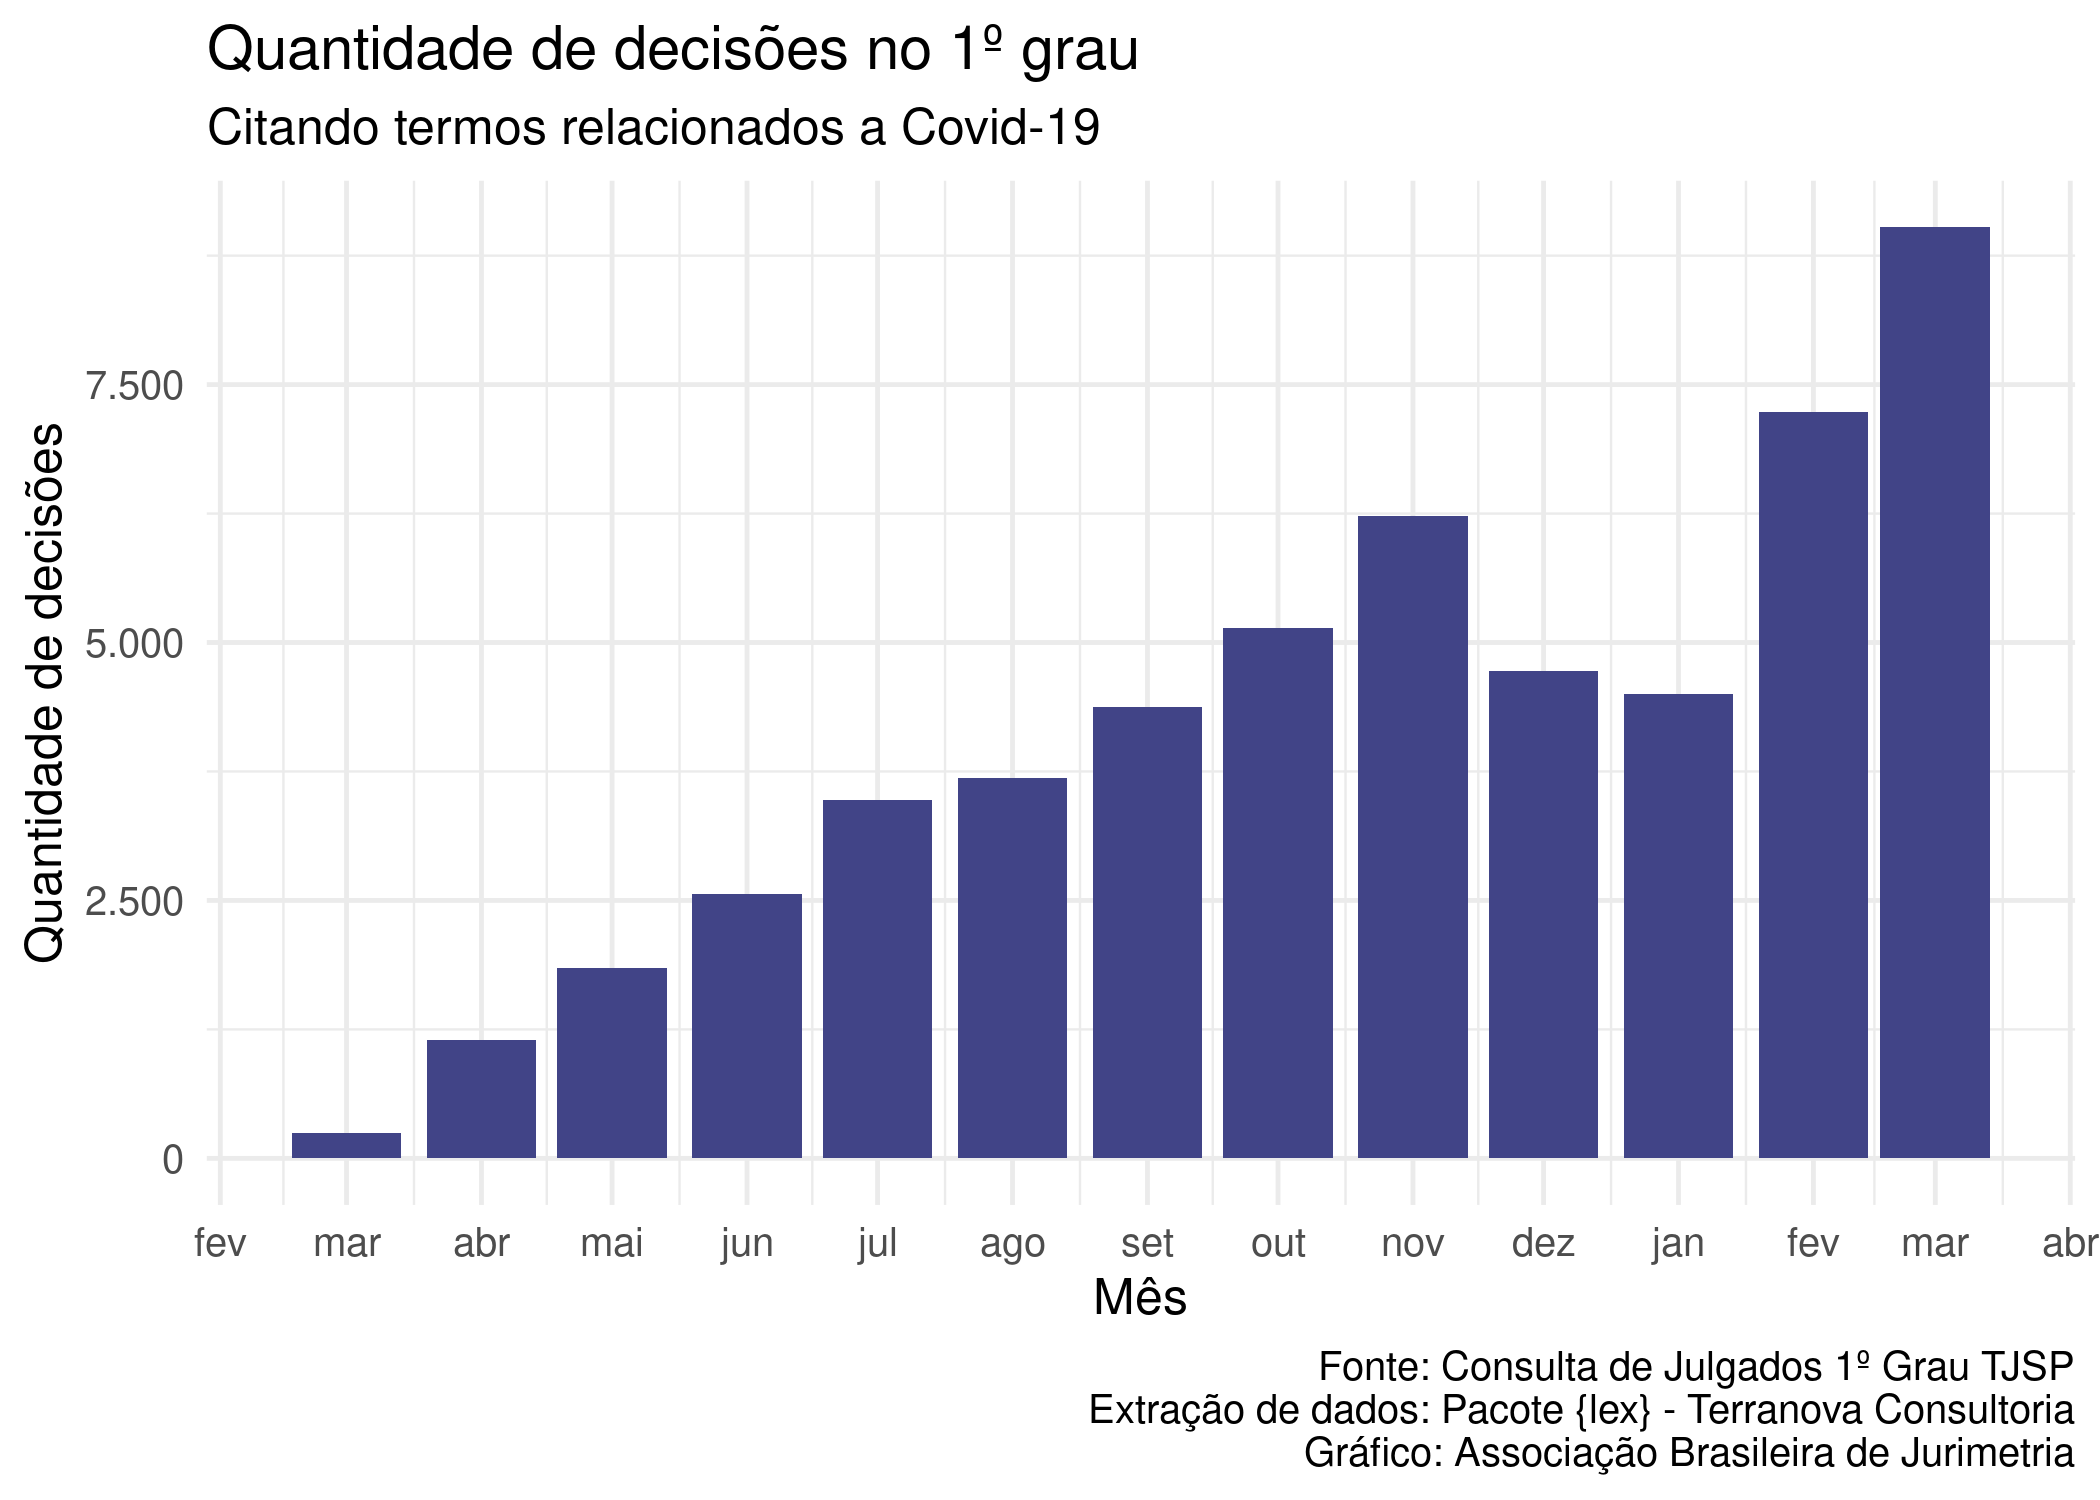 Quantidade de decisões no 1º grau
Citando termos relacionados a Covid-19
Quantidade de decisões
7.500
5.000
2.500
0
fev mar abr mai jun jul ago set out nov dez jan fev mar abr
Mês
Fonte: Consulta de Julgados 1º Grau TJSP
Extração de dados: Pacote {lex} - Terranova Consultoria
Gráfico: Associação Brasileira de Jurimetria